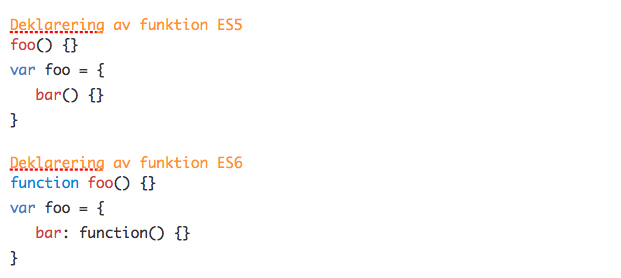 Deklarering av funktion ES5
foo() {}
var foo = {
bar() {}
}
Deklarering av funktion ES6
function foo() {}
var foo = {
bar: function() {}
}